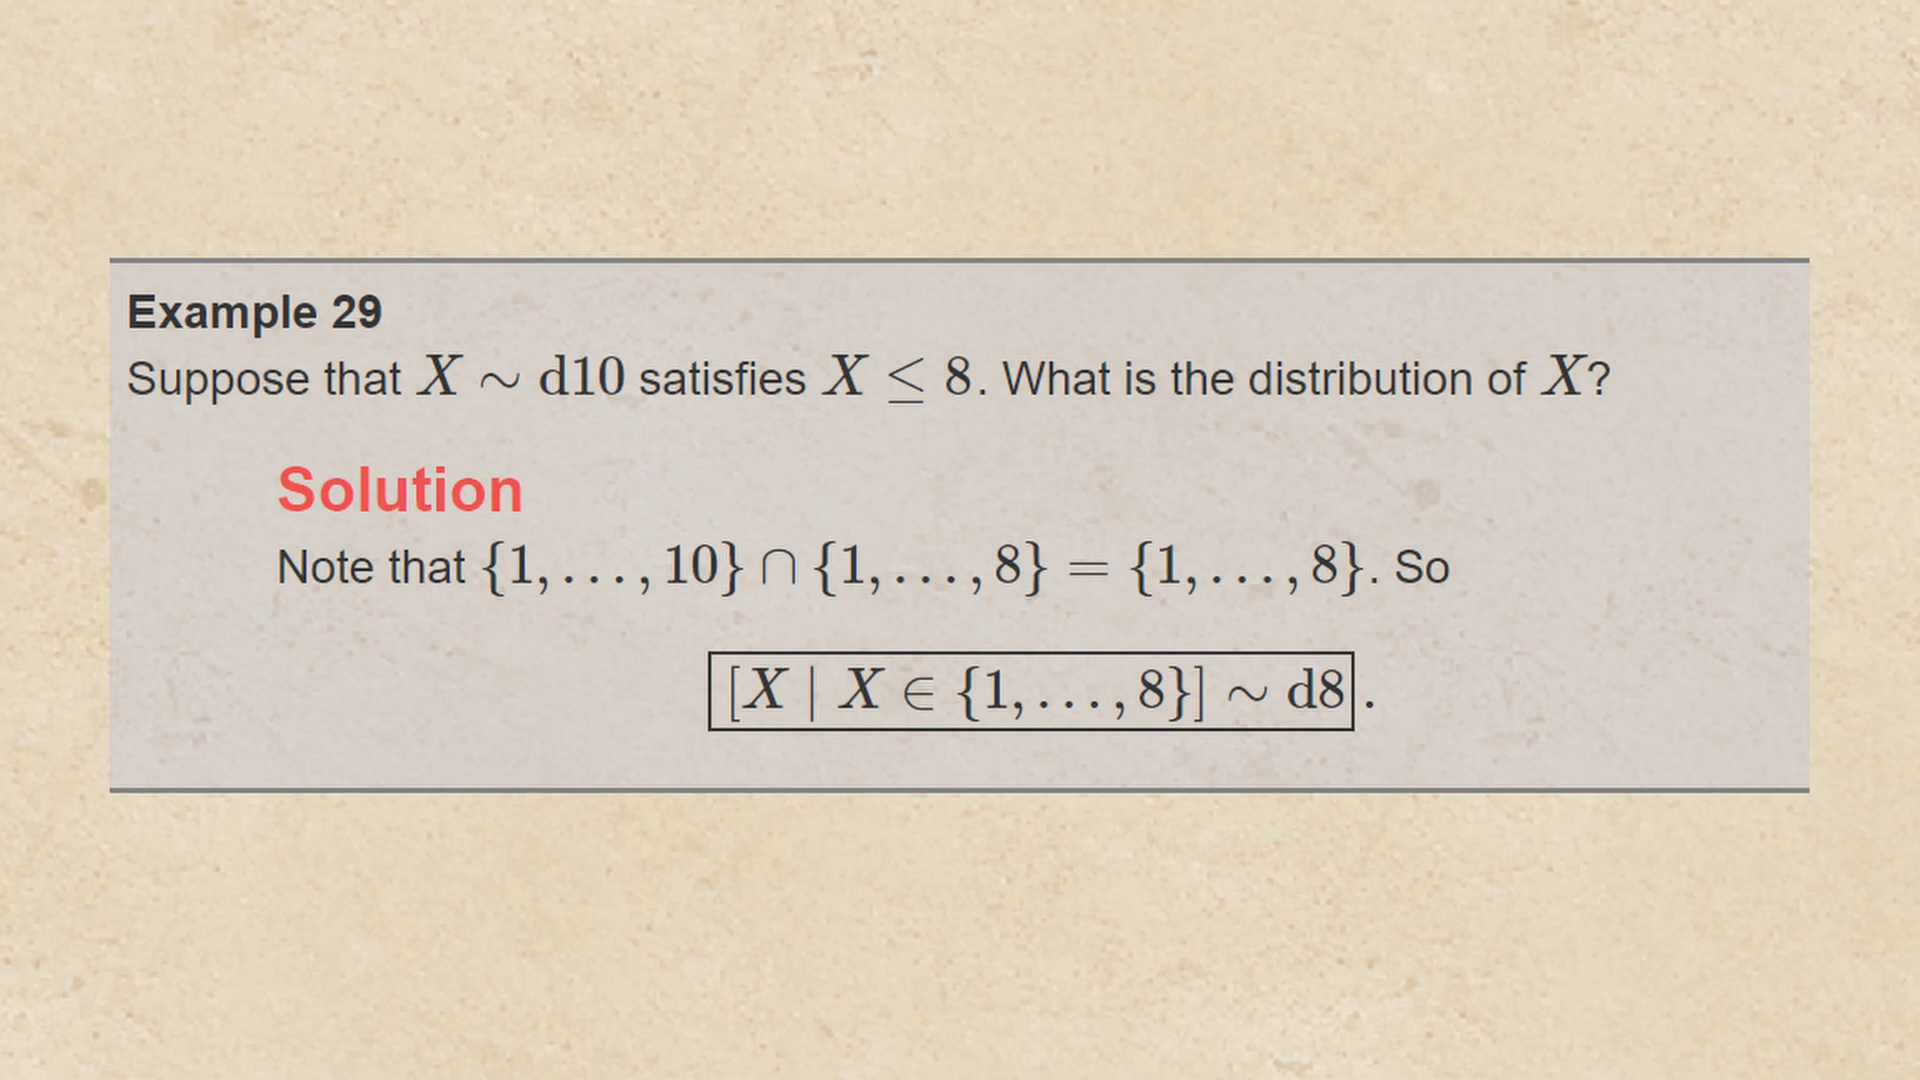 Example 29
Suppose that X ∼ d10 satisfies X ≤ 8. What is the distribution of X?
Solution
Note that {1, . . . , 10} ∩ {1, . . . , 8} = {1, . . . , 8}. So
[X | X ∈ {1, . . . , 8}] ∼ d8 .